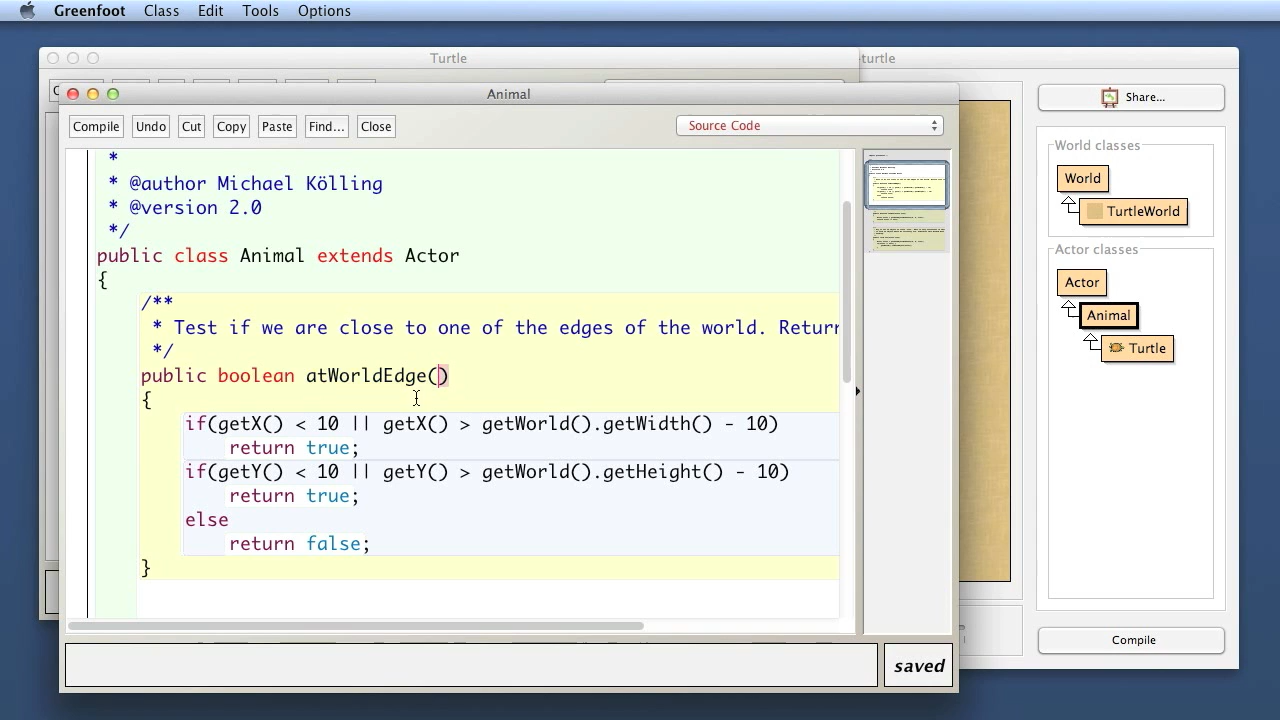 Greenfoot Class Edit Tools Options
Turtle
-turtle
Animal
Compile Undo Cut Copy Paste Find... Close Source Code
*
* @author Michael Kölling
* @version 2.0
*/
public class Animal extends Actor
{
/**
* Test if we are close to one of the edges of the world. Return
*/
public boolean atWorldEdge()
{
if(getX() < 10 || getX() > getWorld().getWidth() - 10)
return true;
if(getY() < 10 || getY() > getWorld().getHeight() - 10)
return true;
else
return false;
}
saved
Share...
World classes
World
TurtleWorld
Actor classes
Actor
Animal
Turtle
Compile